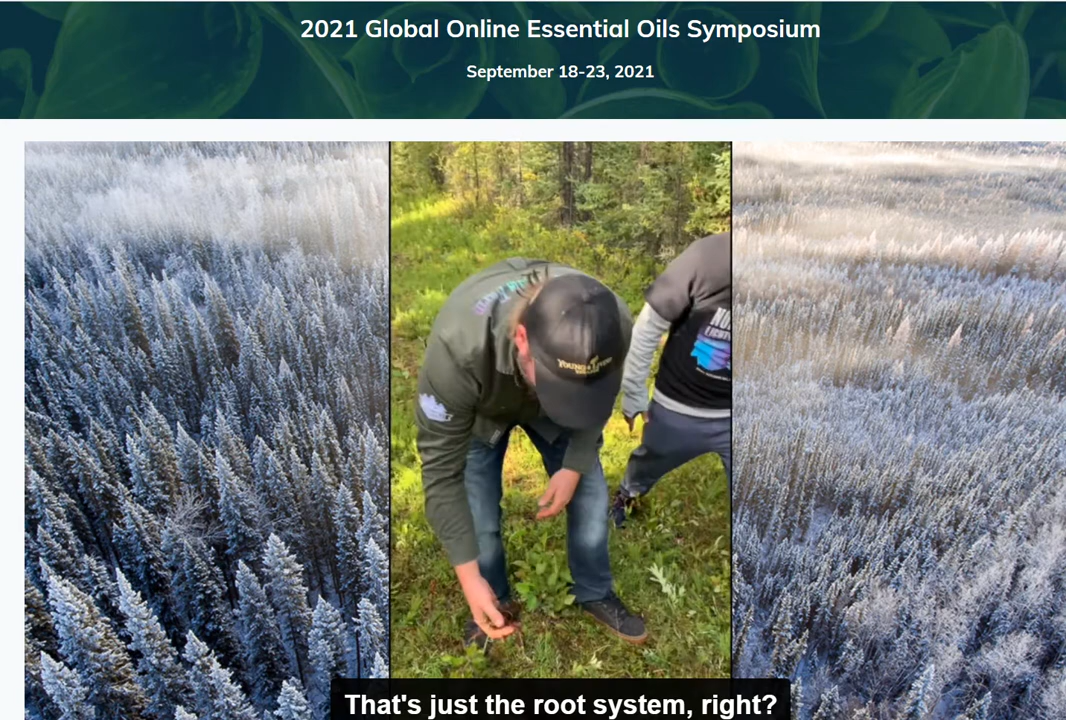 2021 Global Online Essential Oils Symposium
September 18-23, 2021
That's just the root system, right?